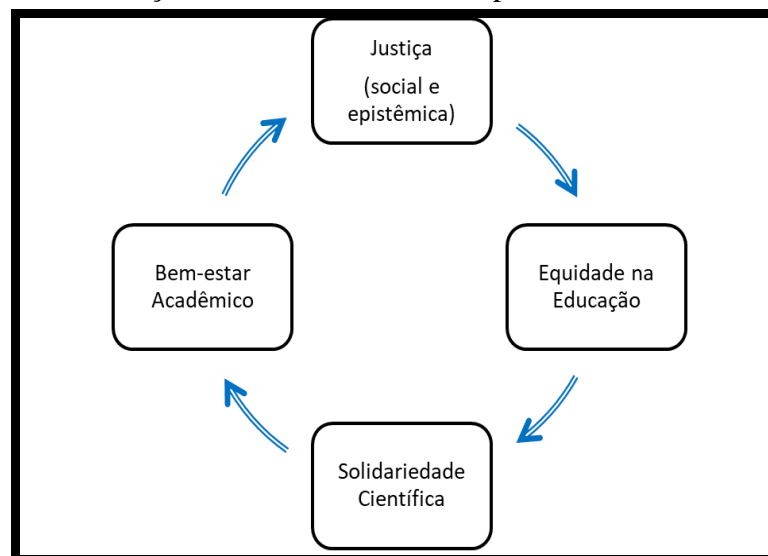 Justiça
(social e
epistêmica)
Bem-estar
Acadêmico
Equidade na
Educação
Solidariedade
Científica